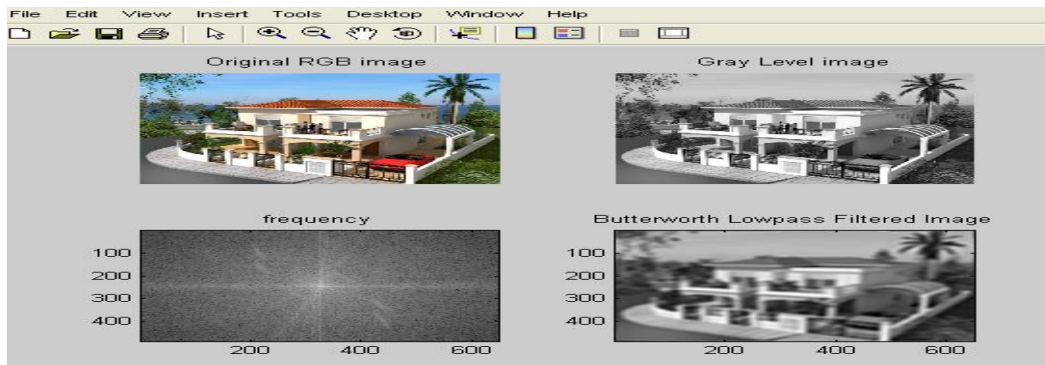 File Edit View Insert Tools Desktop Window Help
Original RGB image
Gray Level image
frequency
100
200
300
400
200 400 600
Butterworth Lowpass Filtered Image
100
200
300
400
200 400 600